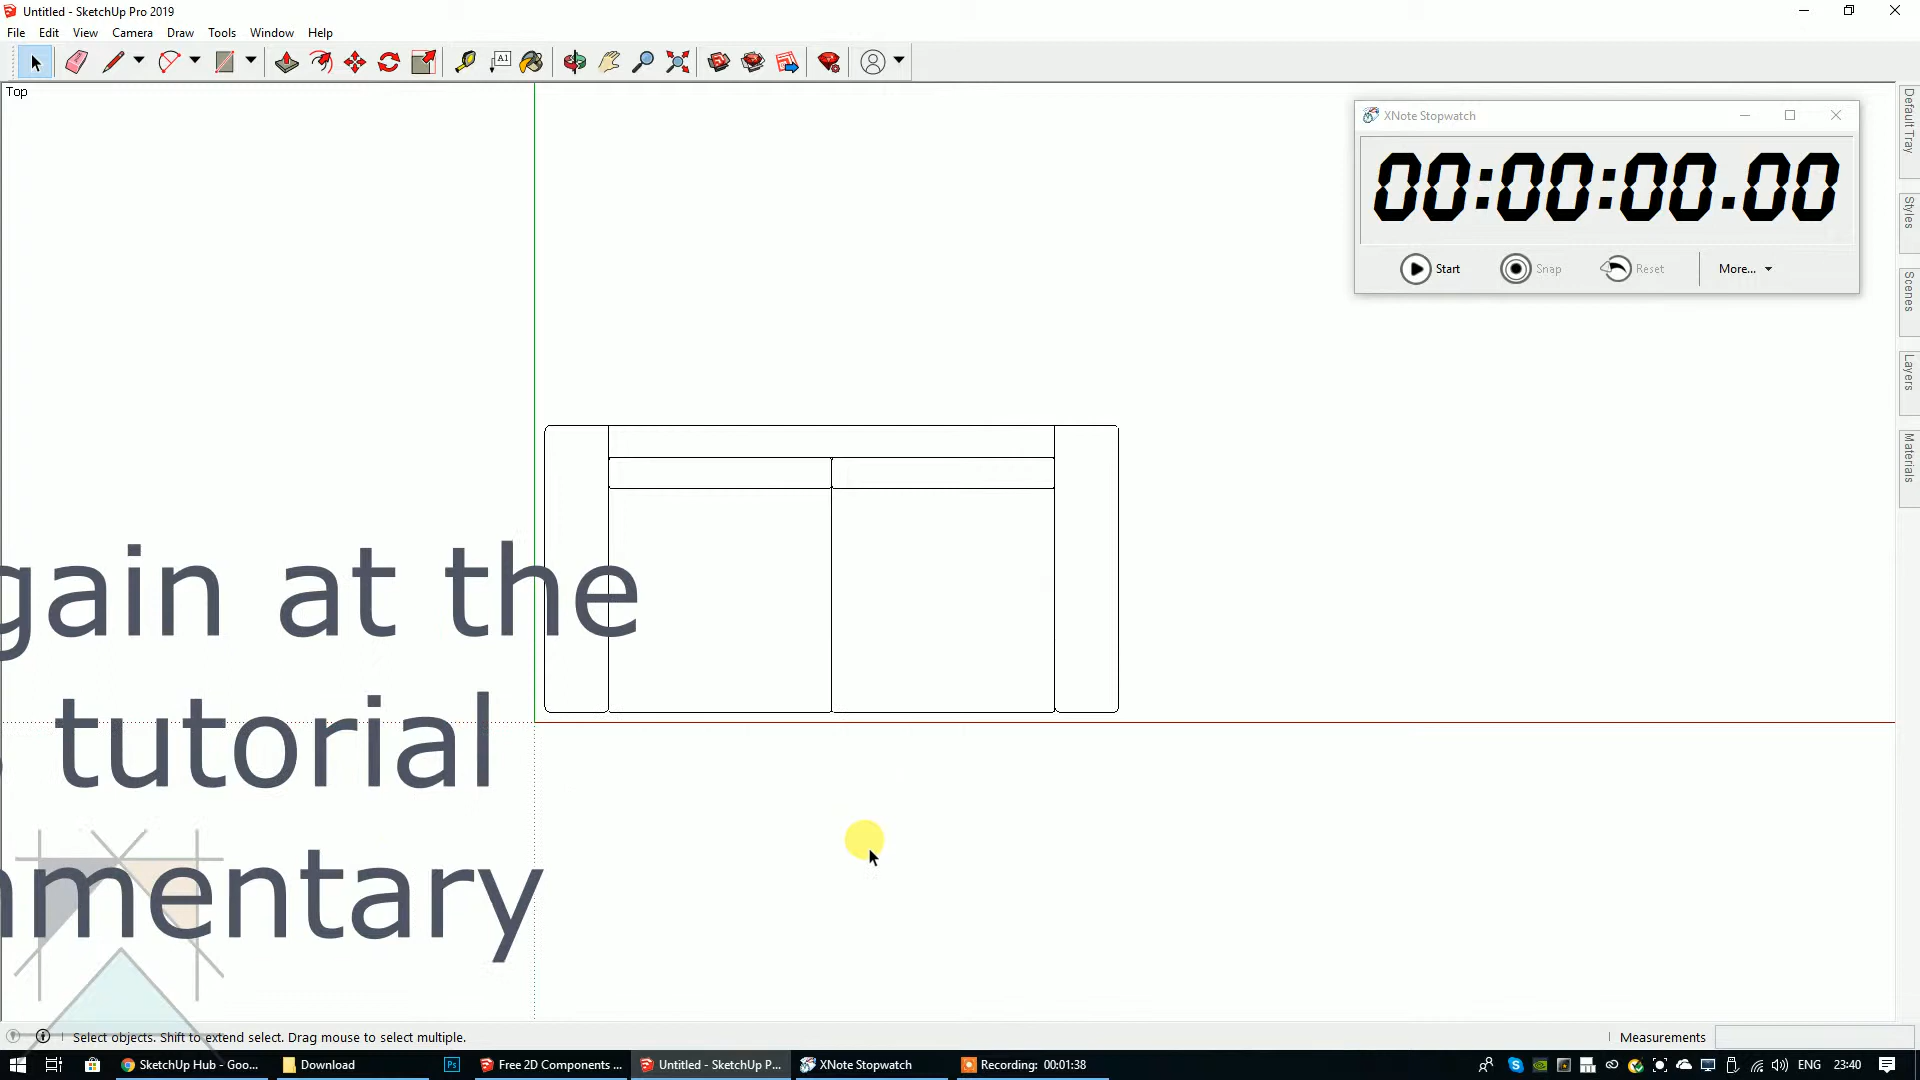 Untitled - SketchUp Pro 2019
File Edit View Camera Draw Tools Window Help
A1
Top
Default Tray
Styles
Scenes
Layers
Materials
XNote Stopwatch
00:00:00.00
Start Snap Reset More...
gain at the
tutorial
mmentary
Select objects. Shift to extend select. Drag mouse to select multiple.
Measurements
SketchUp Hub - Goo...
Download
Ps
Free 2D Components ...
Untitled - SketchUp P...
XNote Stopwatch
Recording: 00:01:38
ENG
23:40